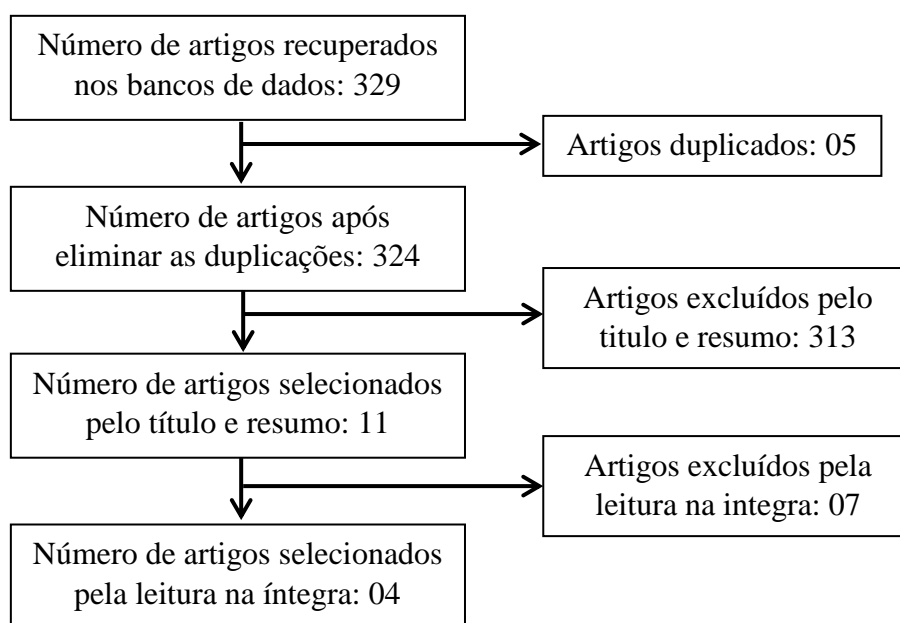 Número de artigos recuperados
nos bancos de dados: 329
Artigos duplicados: 05
Número de artigos após
eliminar as duplicações: 324
Artigos excluídos pelo
titulo e resumo: 313
Número de artigos selecionados
pelo título e resumo: 11
Artigos excluídos pela
leitura na integra: 07
Número de artigos selecionados
pela leitura na íntegra: 04